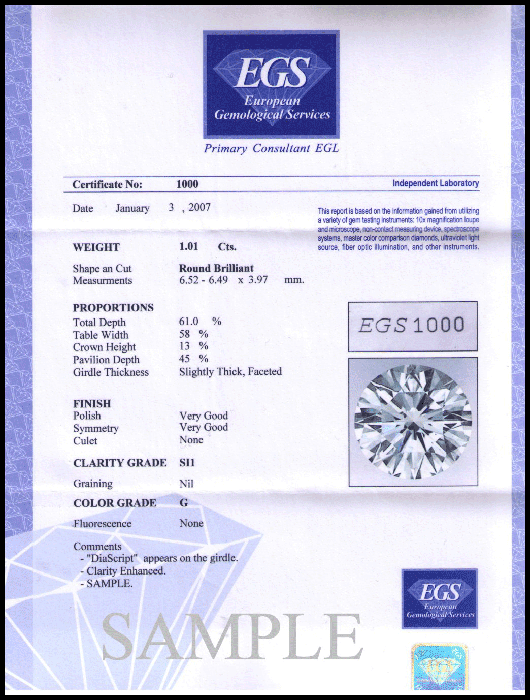 EGS
European
Gemological Services
Primary Consultant EGL
Certificate No: 1000
Independent Laboratory
Date January 3 , 2007
This report is based on the information gained from utilizing
a variety of gem testing instruments: 10x magnification loupe
and microscope, non-contact measuring device, spectroscope
systems, master color comparison diamonds, ultraviolet light
source, fiber optic illumination, and other instruments.
WEIGHT 1.01 Cts.
Shape an Cut Round Brilliant
Measurments 6.52 - 6.49 x 3.97 mm.
PROPORTIONS
Total Depth 61.0 %
Table Width 58 %
Crown Height 13 %
Pavilion Depth 45 %
Girdle Thickness Slightly Thick, Faceted
EGS1000
FINISH
Polish Very Good
Symmetry Very Good
Culet None
CLARITY GRADE SI1
Graining Nil
COLOR GRADE G
Fluorescence None
Comments
- "DiaScript" appears on the girdle.
- Clarity Enhanced.
- SAMPLE.
SAMPLE
EGS
European
Gemological Services